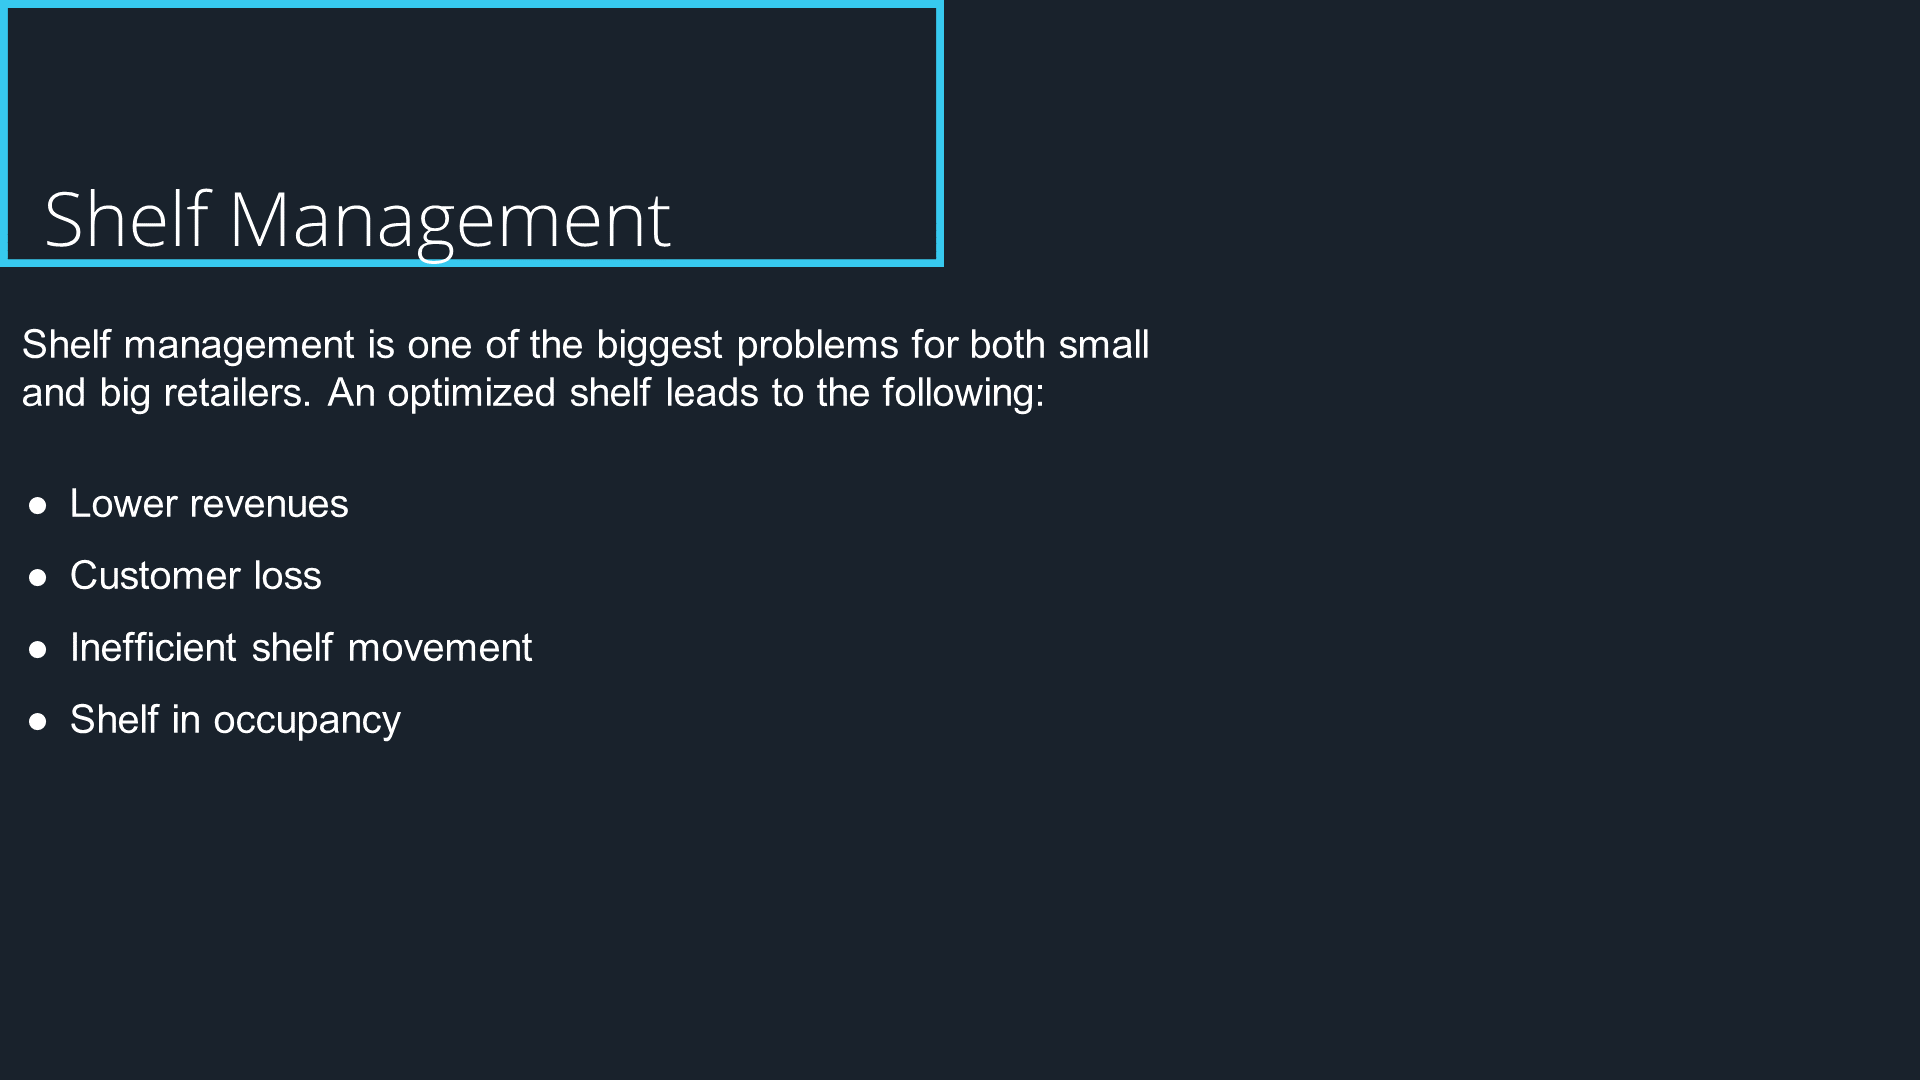 Shelf Management
Shelf management is one of the biggest problems for both small
and big retailers. An optimized shelf leads to the following:
● Lower revenues
● Customer loss
● Inefficient shelf movement
● Shelf in occupancy